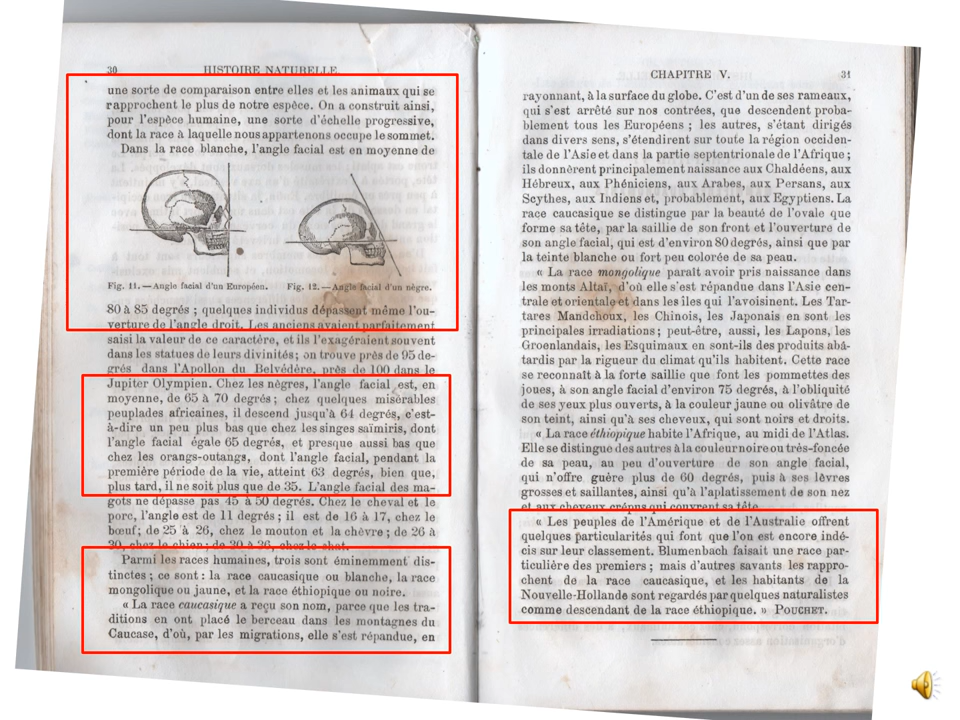 30 HISTOIRE NATURELLE.
une sorte de comparaison entre elles et les animaux qui se
rapprochent le plus de notre espèce. On a construit ainsi,
pour l'espèce humaine, une sorte d'échelle progressive,
dont la race à laquelle nous appartenons occupe le sommet.
Dans la race blanche, l'angle facial est en moyenne de
Fig. 11. — Angle facial d'un Européen. Fig. 12. — Angle facial d'un nègre.
80 à 85 degrés ; quelques individus dépassent même l'ou-
verture de l'angle droit. Les anciens avaient parfaitement
saisi la valeur de ce caractère, et ils l'exagéraient souvent
dans les statues de leurs divinités ; on trouve près de 95 de-
grés dans l'Apollon du Belvédère, près de 100 dans le
Jupiter Olympien. Chez les nègres, l'angle facial est, en
moyenne, de 65 à 70 degrés ; chez quelques misérables
peuplades africaines, il descend jusqu'à 64 degrés, c'est-
à-dire un peu plus bas que chez les singes saïmiris, dont
l'angle facial égale 65 degrés, et presque aussi bas que
chez les orangs-outangs, dont l'angle facial, pendant la
première période de la vie, atteint 63 degrés, bien que,
plus tard, il ne soit plus que de 35. L'angle facial des ma-
gots ne dépasse pas 45 à 50 degrés. Chez le cheval et le
porc, l'angle est de 11 degrés ; il est de 16 à 17, chez le
bœuf ; de 25 à 26, chez le mouton et la chèvre ; de 26 à
30, chez le chien ; de 20 à 26, chez le chat.
Parmi les races humaines, trois sont éminemment dis-
tinctes ; ce sont : la race caucasique ou blanche, la race
mongolique ou jaune, et la race éthiopique ou noire.
« La race caucasique a reçu son nom, parce que les tra-
ditions en ont placé le berceau dans les montagnes du
Caucase, d'où, par les migrations, elle s'est répandue, en
CHAPITRE V. 31
rayonnant, à la surface du globe. C'est d'un de ses rameaux,
qui s'est arrêté sur nos contrées, que descendent proba-
blement tous les Européens ; les autres, s'étant dirigés
dans divers sens, s'étendirent sur toute la région occiden-
tale de l'Asie et dans la partie septentrionale de l'Afrique ;
ils donnèrent principalement naissance aux Chaldéens, aux
Hébreux, aux Phéniciens, aux Arabes, aux Persans, aux
Scythes, aux Indiens et, probablement, aux Egyptiens. La
race caucasique se distingue par la beauté de l'ovale que
forme sa tête, par la saillie de son front et l'ouverture de
son angle facial, qui est d'environ 80 degrés, ainsi que par
la teinte blanche ou fort peu colorée de sa peau.
« La race mongolique paraît avoir pris naissance dans
les monts Altaï, d'où elle s'est répandue dans l'Asie cen-
trale et orientale et dans les îles qui l'avoisinent. Les Tar-
tares Mandchoux, les Chinois, les Japonais en sont les
principales irradiations ; peut-être, aussi, les Lapons, les
Groenlandais, les Esquimaux en sont-ils des produits abâ-
tardis par la rigueur du climat qu'ils habitent. Cette race
se reconnaît à la forte saillie que font les pommettes des
joues, à son angle facial d'environ 75 degrés, à l'obliquité
de ses yeux plus ouverts, à la couleur jaune ou olivâtre de
son teint, ainsi qu'à ses cheveux, qui sont noirs et droits.
« La race éthiopique habite l'Afrique, au midi de l'Atlas.
Elle se distingue des autres à la couleur noire ou très-foncée
de sa peau, au peu d'ouverture de son angle facial,
qui n'offre guère plus de 60 degrés, puis à ses lèvres
grosses et saillantes, ainsi qu'à l'aplatissement de son nez
et aux cheveux crépus qui couvrent sa tête.
« Les peuples de l'Amérique et de l'Australie offrent
quelques particularités qui font que l'on est encore indé-
cis sur leur classement. Blumenbach faisait une race par-
ticulière des premiers ; mais d'autres savants les rappro-
chent de la race caucasique, et les habitants de la
Nouvelle-Hollande sont regardés par quelques naturalistes
comme descendant de la race éthiopique. » POUCHET.